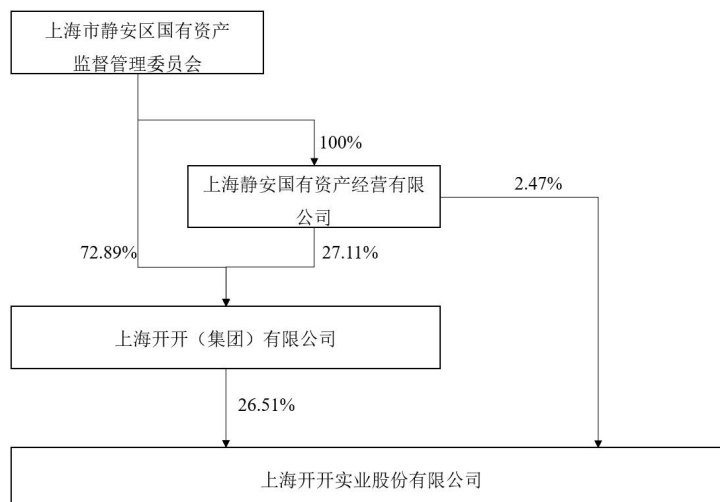 上海市静安区国有资产
监督管理委员会
100%
上海静安国有资产经营有限
公司
2.47%
72.89%
27.11%
上海开开（集团）有限公司
26.51%
上海开开实业股份有限公司